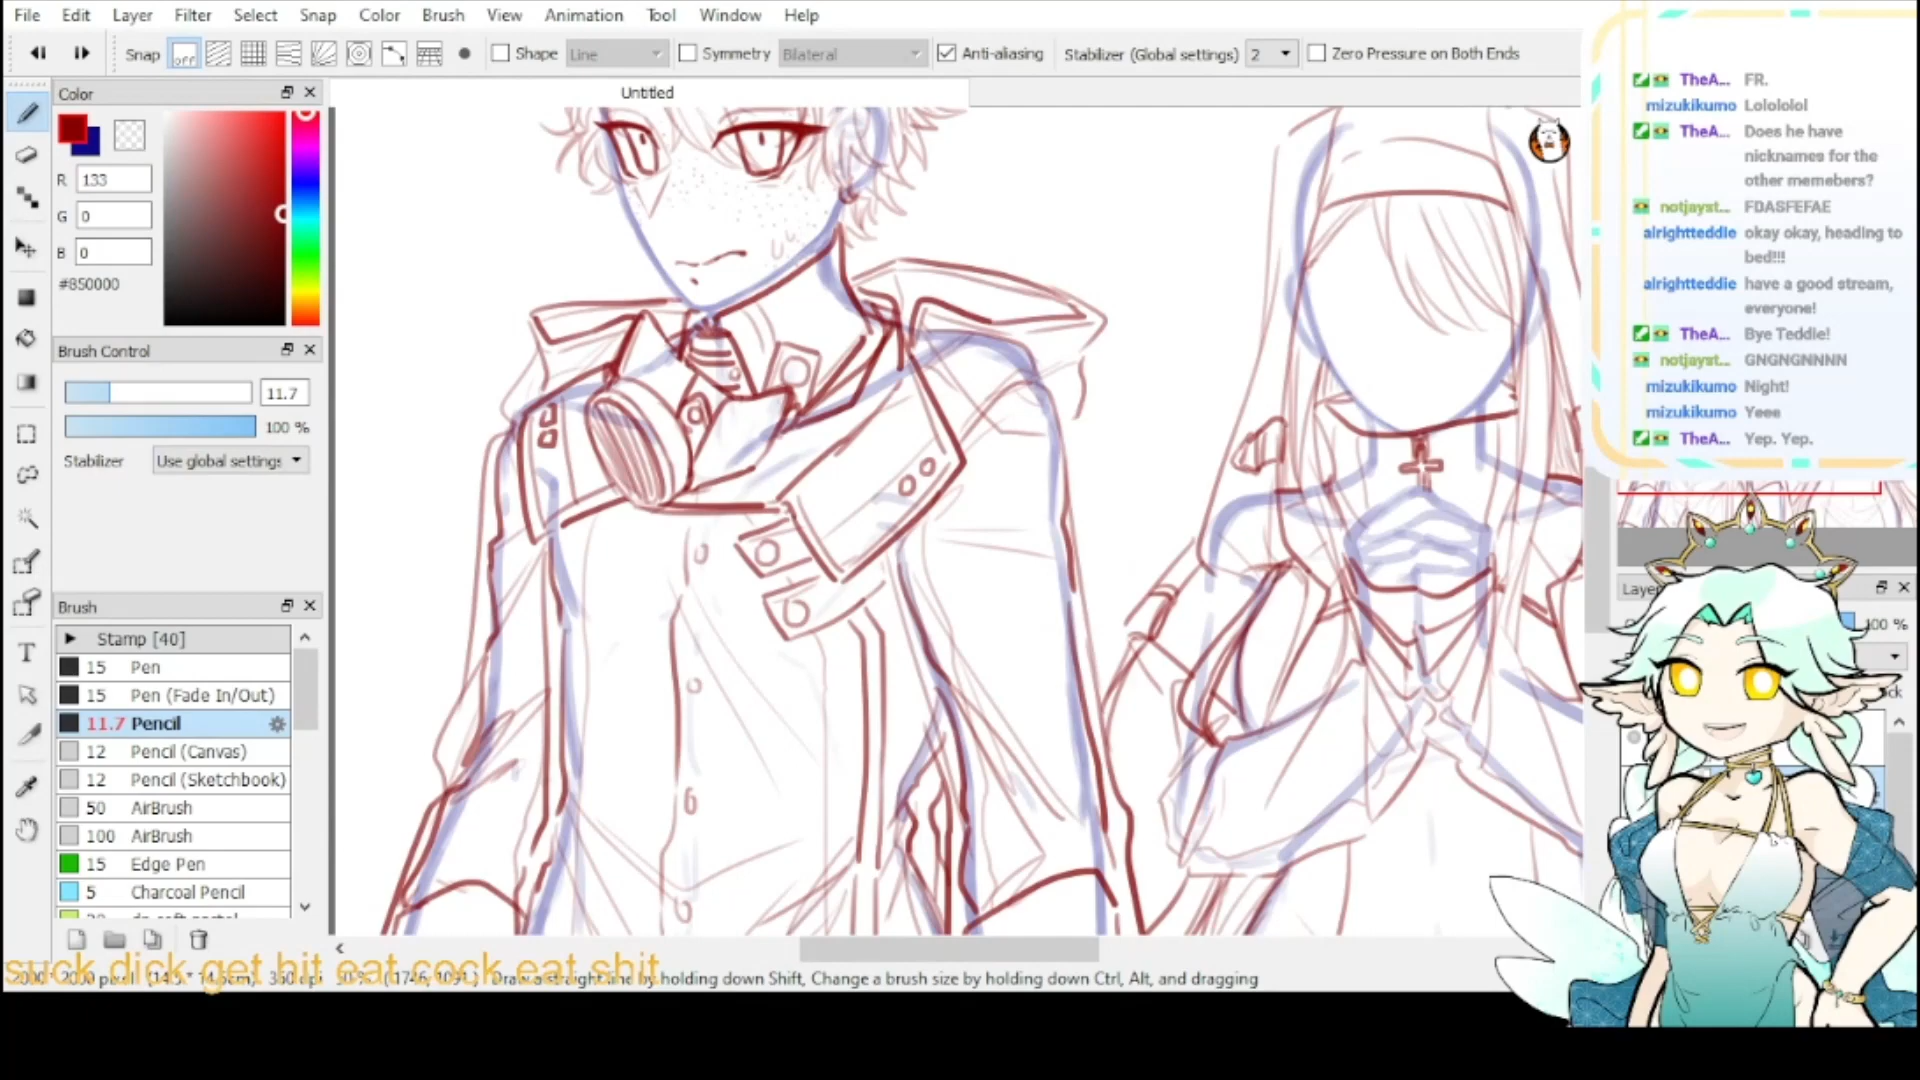 File Edit Layer Filter Select Snap Color Brush View Animation Tool Window Help
Snap off Shape Line Symmetry Bilateral Anti-aliasing Stabilizer (Global settings) 2 Zero Pressure on Both Ends
Untitled
Color
R 133
G 0
B 0
#850000
Brush Control
11.7
100 %
Stabilizer Use global settings
Brush
Stamp [40]
15 Pen
15 Pen (Fade In/Out)
11.7 Pencil
12 Pencil (Canvas)
12 Pencil (Sketchbook)
50 AirBrush
100 AirBrush
15 Edge Pen
5 Charcoal Pencil
suck dick get hit eat cock eat shit
holding down Shift, Change a brush size by holding down Ctrl, Alt, and dragging
TheA... FR.
mizukikumo Lolololol
TheA... Does he have
nicknames for the
other memebers?
notjayst... FDASFEFAE
alrightteddie okay okay, heading to
bed!!!
alrightteddie have a good stream,
everyone!
TheA... Bye Teddie!
notjayst... GNGNGNNNN
mizukikumo Night!
mizukikumo Yeee
TheA... Yep. Yep.
100 %